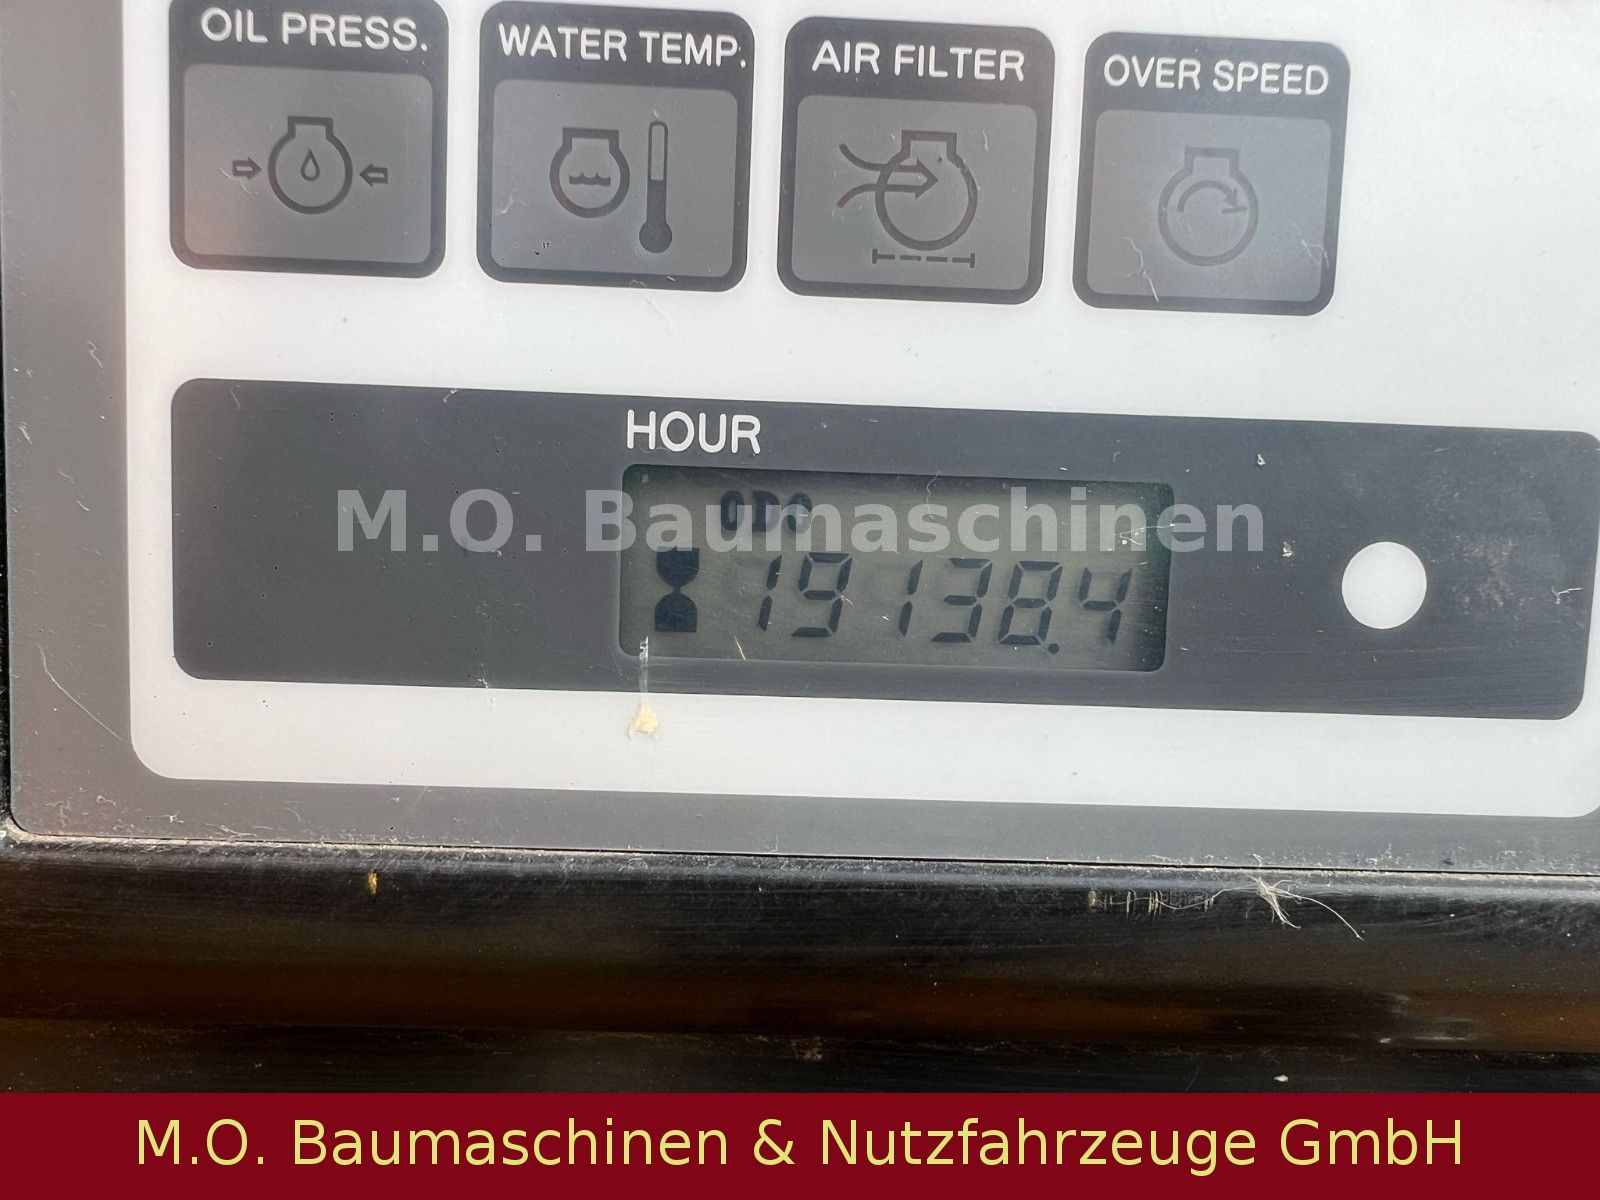 OIL PRESS.
WATER TEMP.
AIR FILTER
OVER SPEED
HOUR
ODO
M.O. Baumaschinen
19138.4
M.O. Baumaschinen & Nutzfahrzeuge GmbH